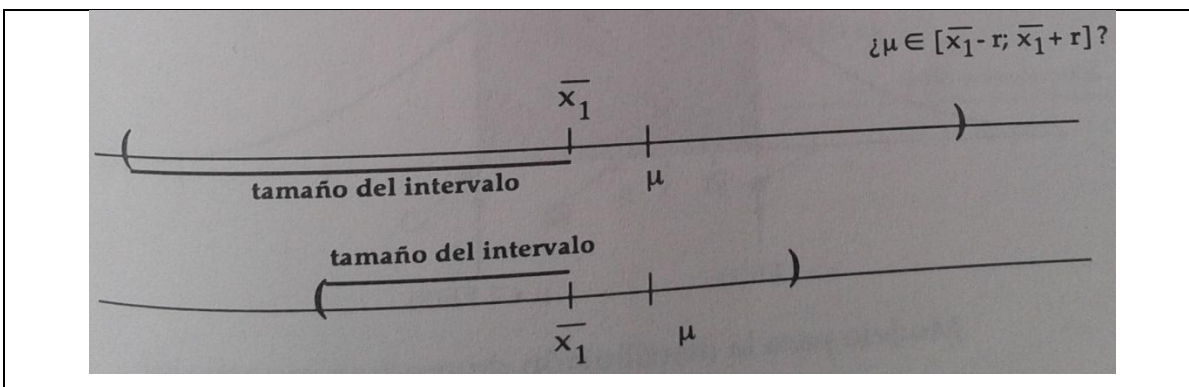 ¿μ ∈ [x̄₁- r; x̄₁+ r]?
x̄₁
tamaño del intervalo
μ
tamaño del intervalo
x̄₁
μ